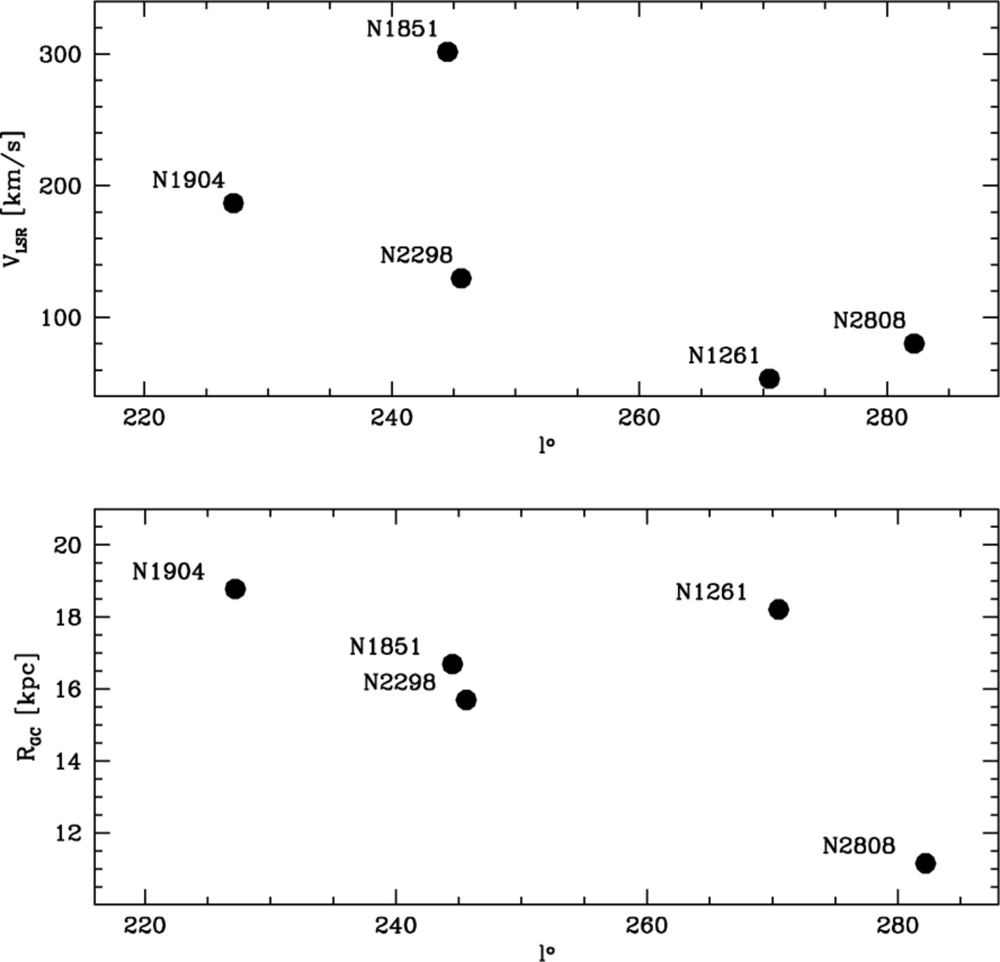 N1851
300
N1904
200
V_LSR [km/s]
N2298
100
N2808
N1261
220 240 260 280
l°
20
N1904
N1261
18
N1851
N2298
16
R_GC [kpc]
14
12
N2808
220 240 260 280
l°